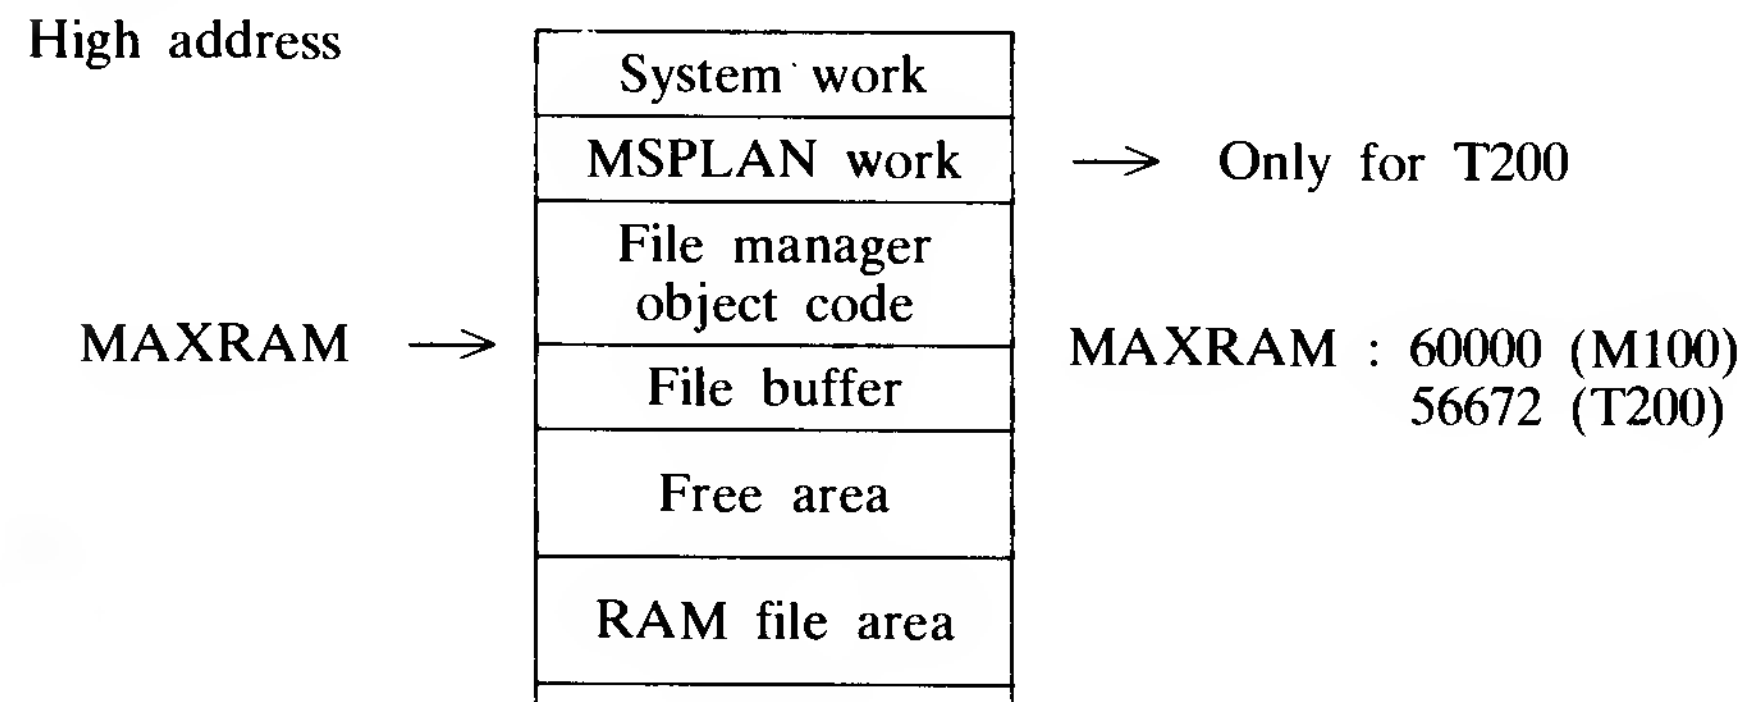 High address
System work
MSPLAN work → Only for T200
File manager
object code
MAXRAM → MAXRAM : 60000 (M100)
File buffer
56672 (T200)
Free area
RAM file area